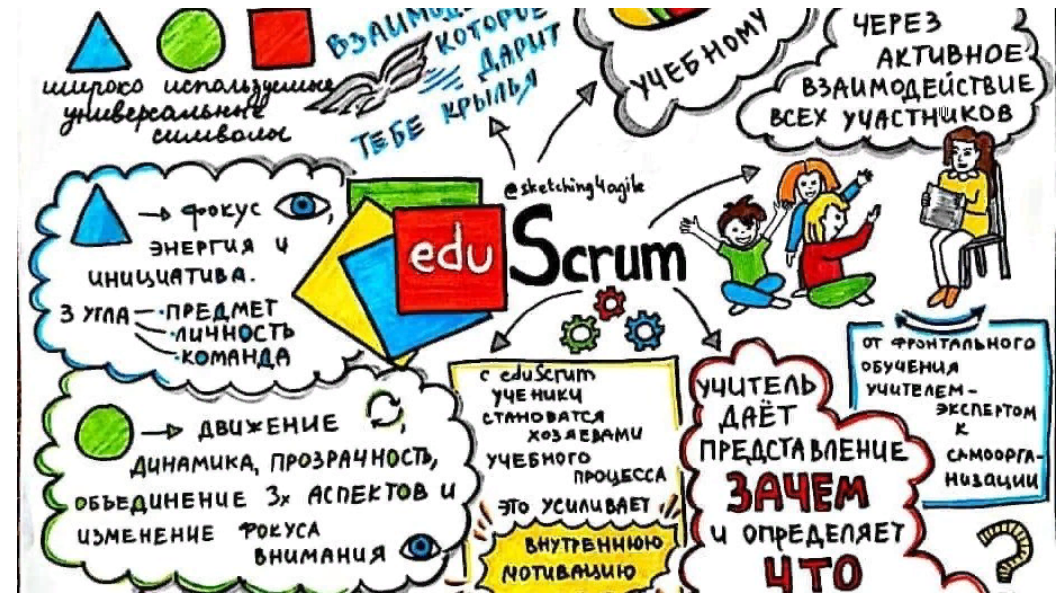 широко используемые
универсальные
символы
КОТОРОЕ
ДАРИТ
ТЕБЕ КРЫЛЬЯ
УЧЕБНОМУ
ЧЕРЕЗ
АКТИВНОЕ
ВЗАИМОДЕЙСТВИЕ
ВСЕХ УЧАСТНИКОВ
@sketching4agile
edu Scrum
ФОКУС
ЭНЕРГИЯ И
ИНИЦИАТИВА.
3 УГЛА — ПРЕДМЕТ
ЛИЧНОСТЬ
КОМАНДА
ДВИЖЕНИЕ,
ДИНАМИКА, ПРОЗРАЧНОСТЬ,
ОБЪЕДИНЕНИЕ 3х АСПЕКТОВ И
ИЗМЕНЕНИЕ ФОКУСА
ВНИМАНИЯ
с eduScrum
УЧЕНИКИ
СТАНОВАТСЯ
ХОЗЯЕВАМИ
УЧЕБНОГО
ПРОЦЕССА
ЭТО УСИЛИВАЕТ
ВНУТРЕННЮЮ
МОТИВАЦИЮ
УЧИТЕЛЬ
ДАЁТ
ПРЕДСТАВЛЕНИЕ
ЗАЧЕМ
И ОПРЕДЕЛЯЕТ
ЧТО
ОТ ФРОНТАЛЬНОГО
ОБУЧЕНИЯ
УЧИТЕЛЕМ-
ЭКСПЕРТОМ
К
САМООРГА-
НИЗАЦИИ
?